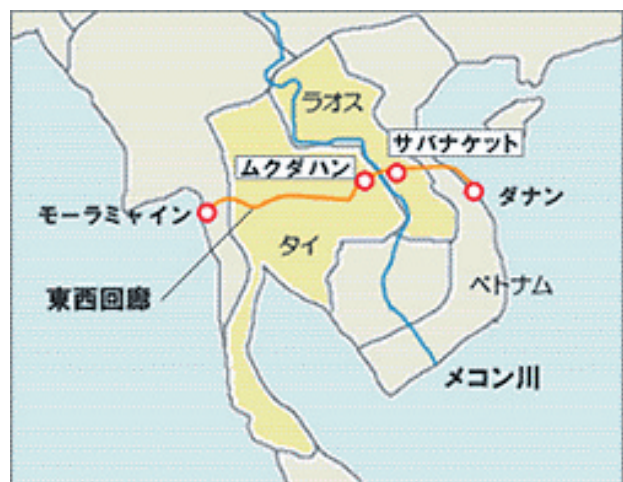 ラオス
サバナケット
ムクダハン
ダナン
モーラミャイン
タイ
東西回廊
ベトナム
メコン川